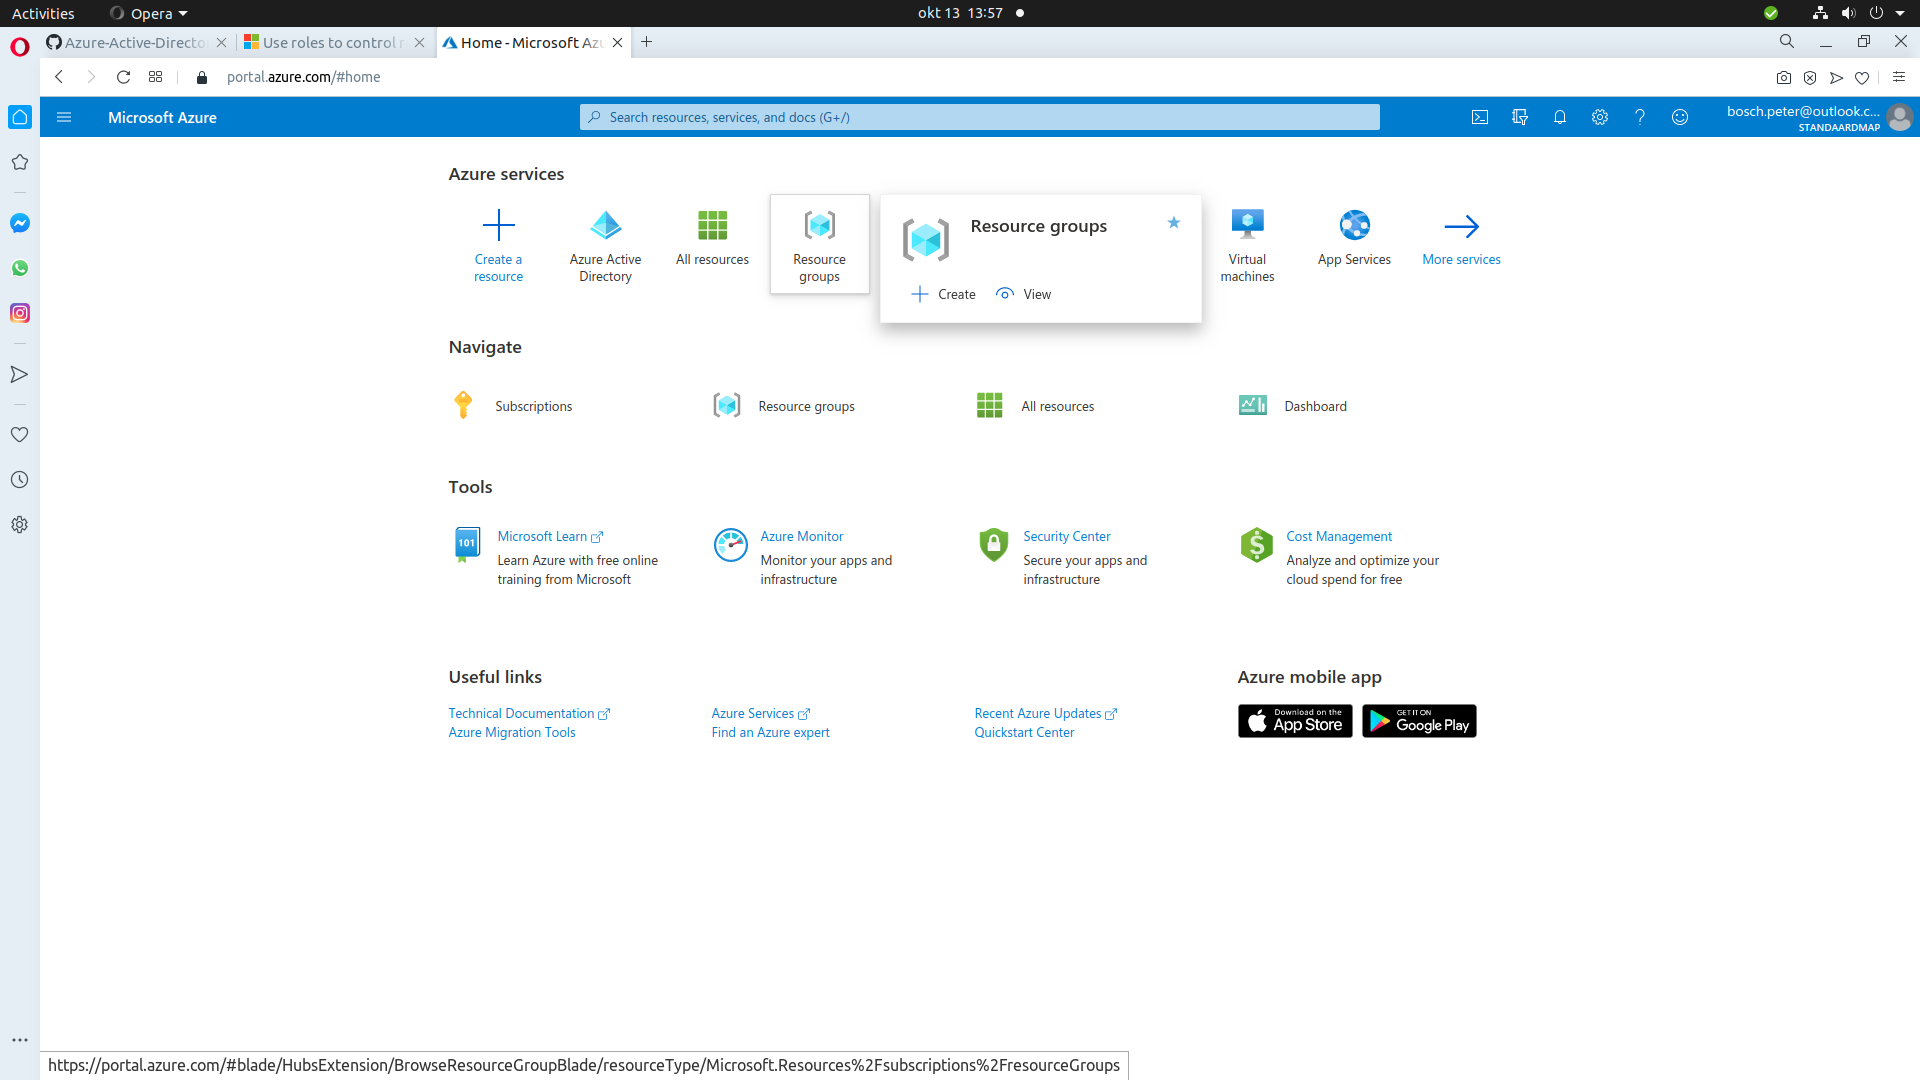 Activities
Opera
okt 13 13:57
Azure-Active-Directo
Use roles to control r
Home - Microsoft Azu
portal.azure.com/#home
Microsoft Azure
Search resources, services, and docs (G+/)
bosch.peter@outlook.c...
STANDAARDMAP
Azure services
Create a
resource
Azure Active
Directory
All resources
Resource
groups
Resource groups
Create
View
Virtual
machines
App Services
More services
Navigate
Subscriptions
Resource groups
All resources
Dashboard
Tools
101
Microsoft Learn
Learn Azure with free online
training from Microsoft
Azure Monitor
Monitor your apps and
infrastructure
Security Center
Secure your apps and
infrastructure
Cost Management
Analyze and optimize your
cloud spend for free
Useful links
Technical Documentation
Azure Migration Tools
Azure Services
Find an Azure expert
Recent Azure Updates
Quickstart Center
Azure mobile app
Download on the
App Store
GET IT ON
Google Play
https://portal.azure.com/#blade/HubsExtension/BrowseResourceGroupBlade/resourceType/Microsoft.Resources%2Fsubscriptions%2FresourceGroups